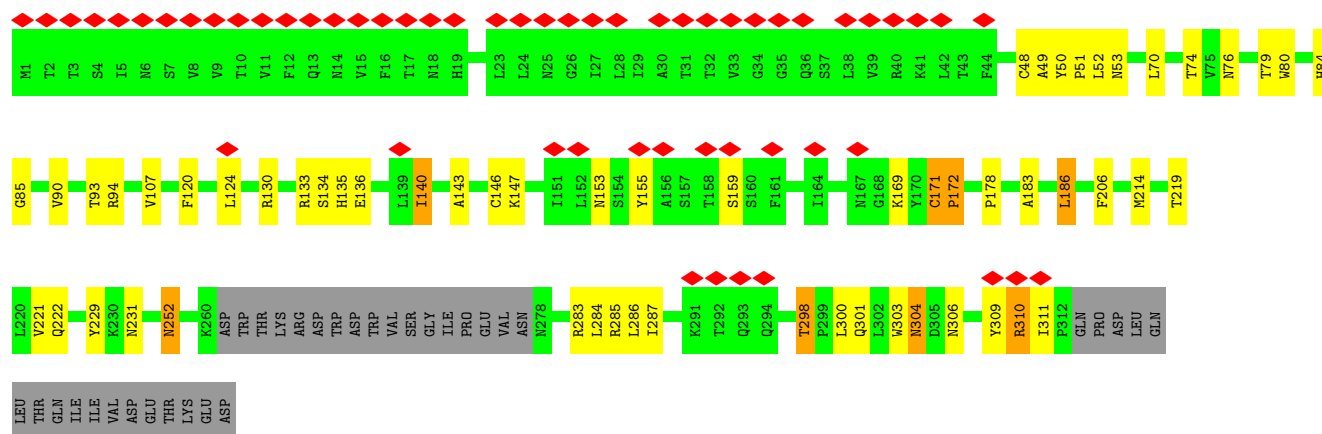 M1 T2 T3 S4 I5 N6 S7 V8 V9 T10 V11 F12 Q13 N14 V15 F16 T17 N18 H19 L23 L24 N25 G26 I27 L28 I29 A30 T31 T32 V33 G34 G35 Q36 S37 L38 V39 R40 K41 L42 T43 F44 C48 A49 Y50 P51 L52 N53 L70 T74 V75 N76 T79 W80 H84
G85 V90 T93 R94 V107 F120 L124 R130 R133 S134 H135 E136 L139 I140 A143 C146 K147 I151 L152 N153 S154 Y155 A156 S157 T158 S159 S160 F161 I164 N167 G168 K169 Y170 C171 P172 P178 A183 L186 F206 M214 T219
L220 V221 Q222 Y229 K230 N231 N252 K260 ASP TRP THR LYS ARG ASP TRP ASP TRP VAL SER GLY ILE PRO GLU VAL ASN N278 R283 L284 R285 L286 I287 K291 T292 Q293 Q294 T298 P299 L300 Q301 L302 W303 N304 D305 N306 Y309 R310 I311 P312 GLN PRO ASP LEU GLN
LEU THR GLN ILE ILE VAL ASP GLU THR LYS GLU ASP